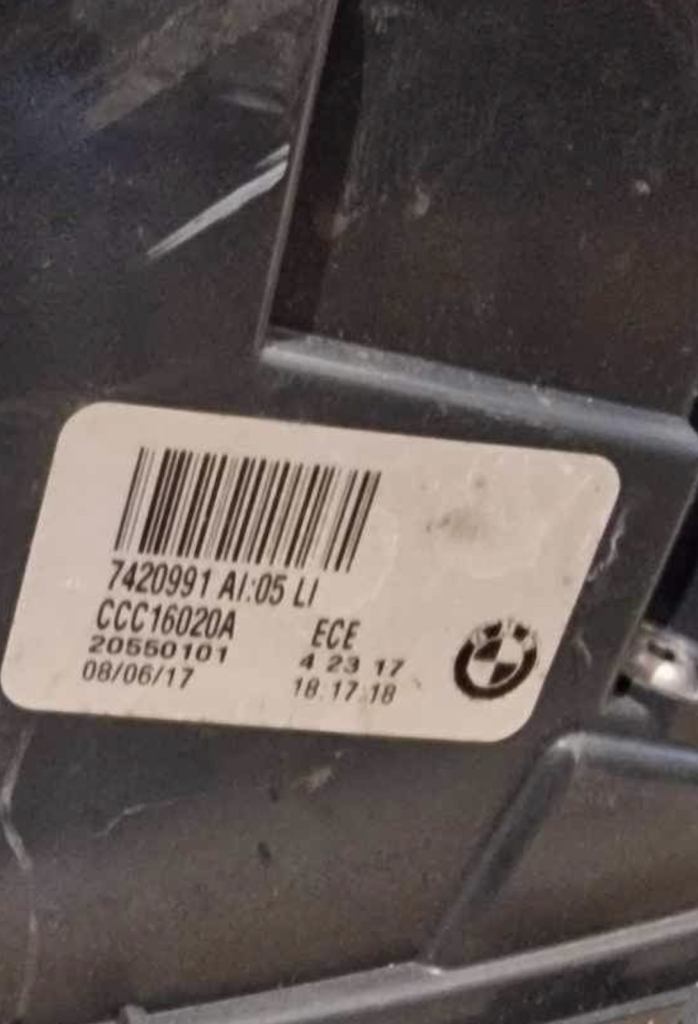 7420991 AI:05 LI
CCC16020A
ECE
20550101
4 23 17
08/06/17
18:17:18